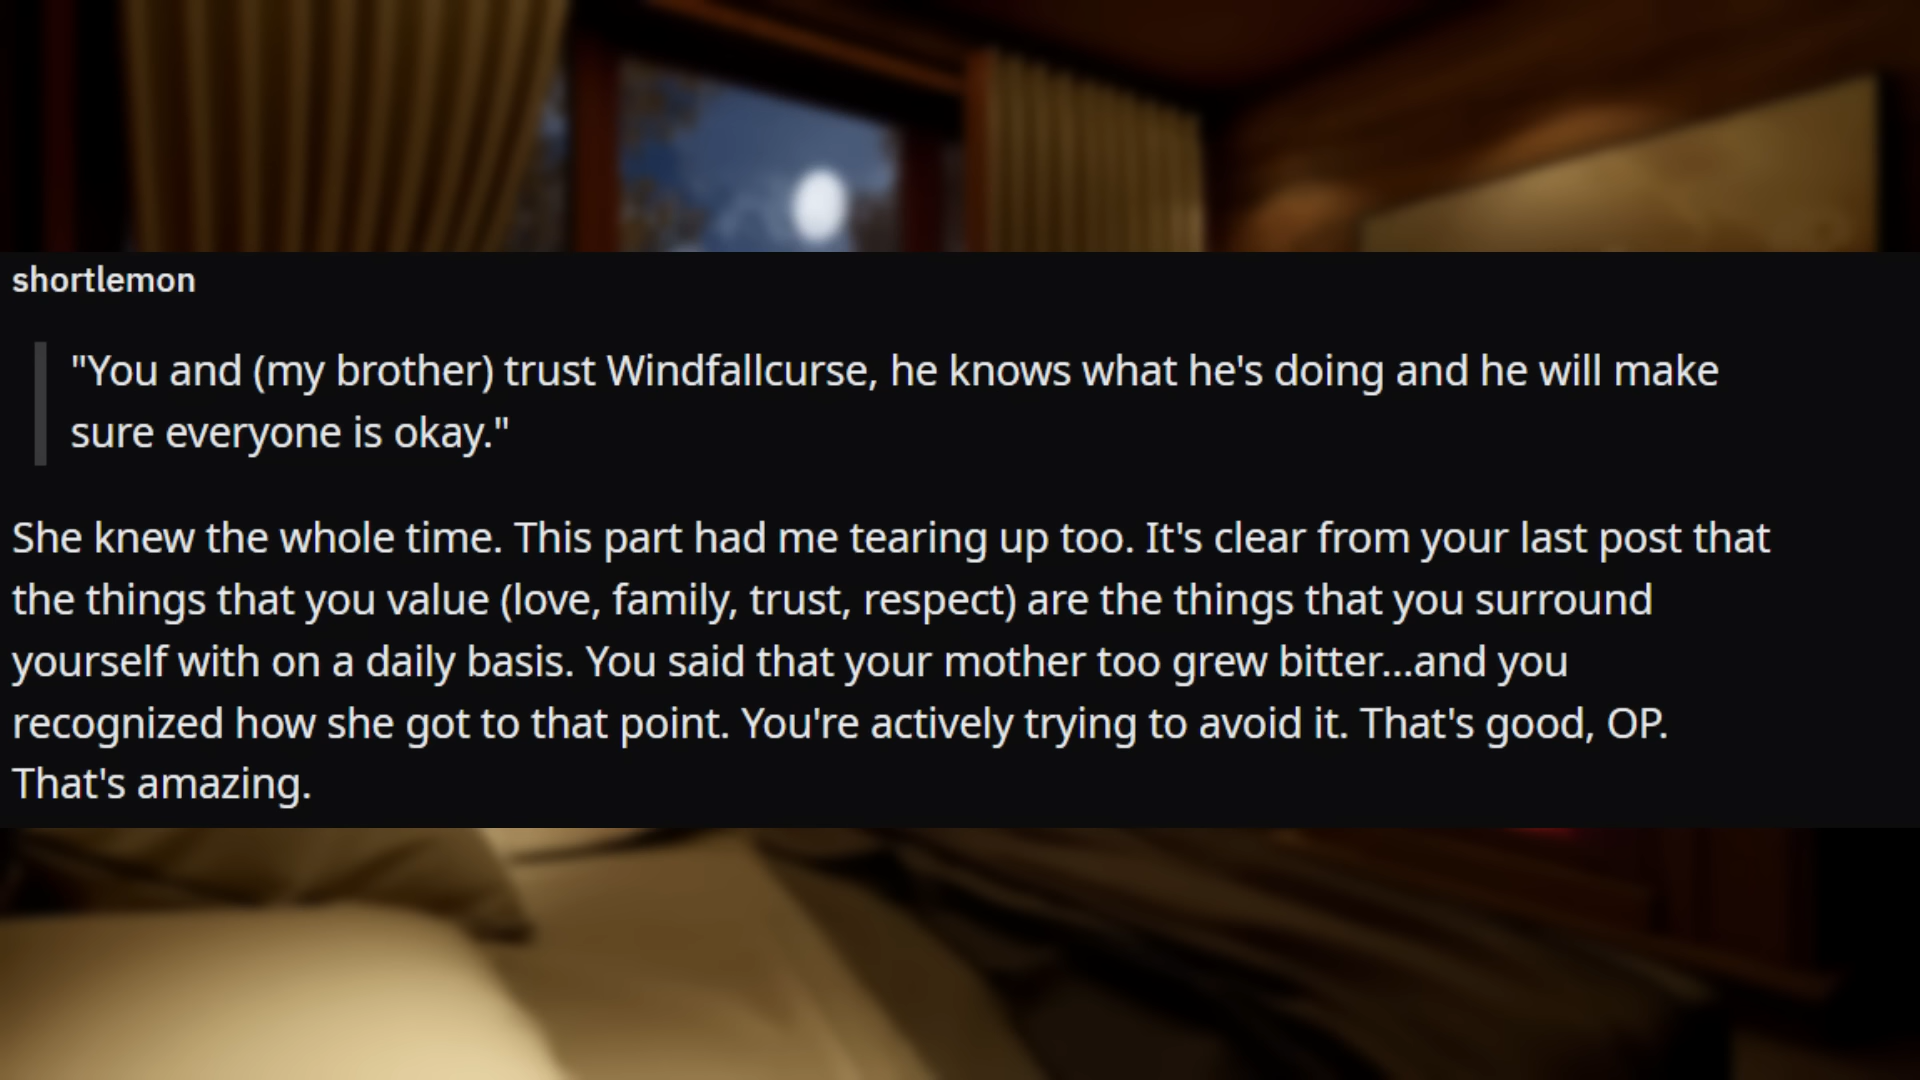 shortlemon
"You and (my brother) trust Windfallcurse, he knows what he's doing and he will make
sure everyone is okay."
She knew the whole time. This part had me tearing up too. It's clear from your last post that
the things that you value (love, family, trust, respect) are the things that you surround
yourself with on a daily basis. You said that your mother too grew bitter...and you
recognized how she got to that point. You're actively trying to avoid it. That's good, OP.
That's amazing.